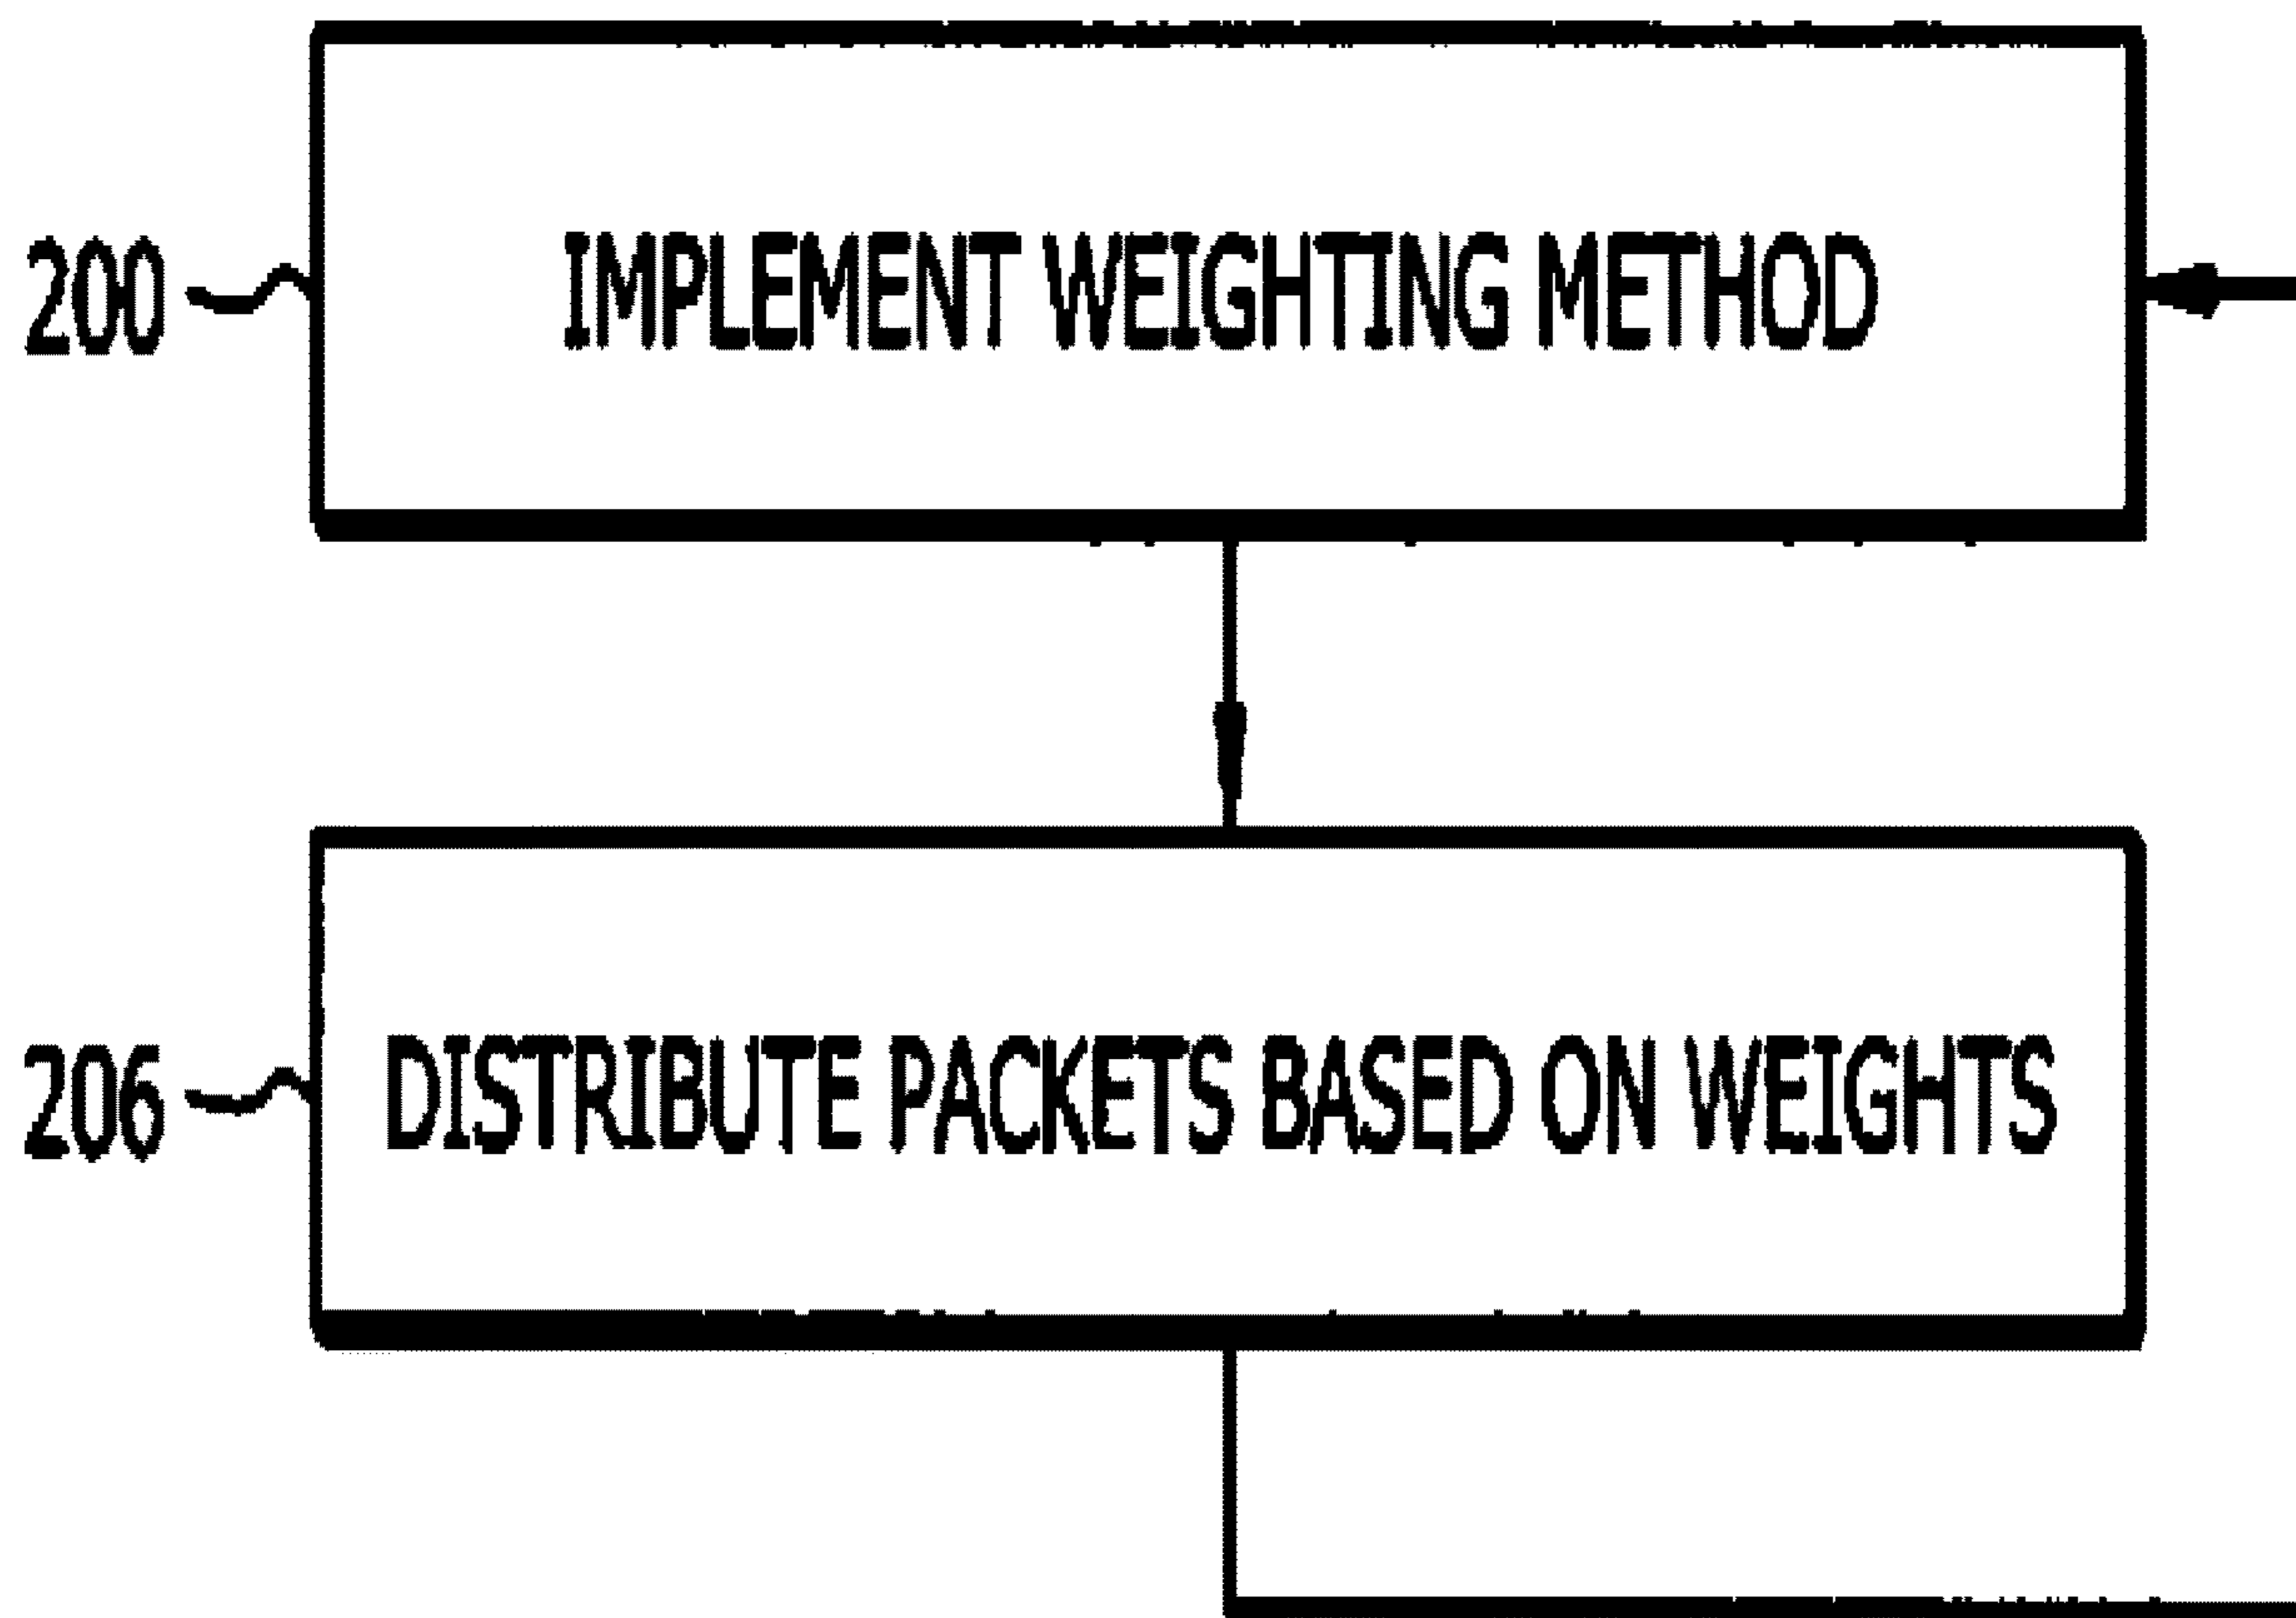 200
IMPLEMENT WEIGHTING METHOD
206
DISTRIBUTE PACKETS BASED ON WEIGHTS